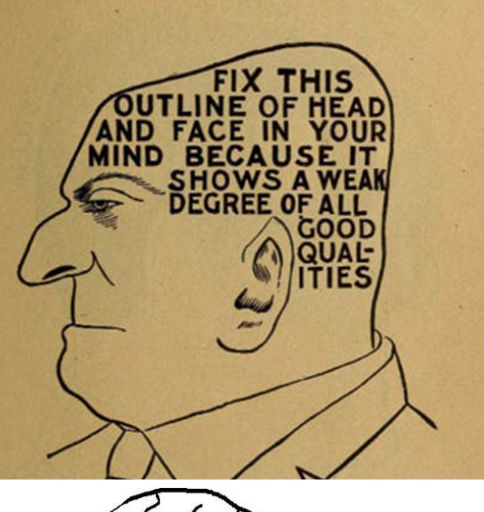 FIX THIS
OUTLINE OF HEAD
AND FACE IN YOUR
MIND BECAUSE IT
SHOWS A WEAK
DEGREE OF ALL
GOOD
QUAL-
ITIES